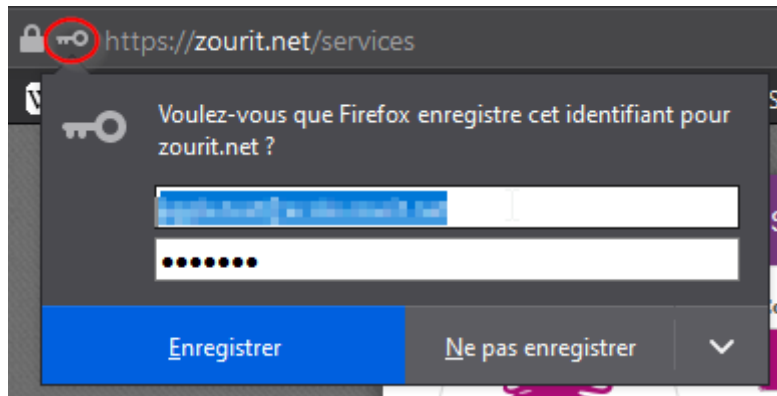 https://zourit.net/services
Voulez-vous que Firefox enregistre cet identifiant pour
zourit.net ?
•••••••
Enregistrer
Ne pas enregistrer